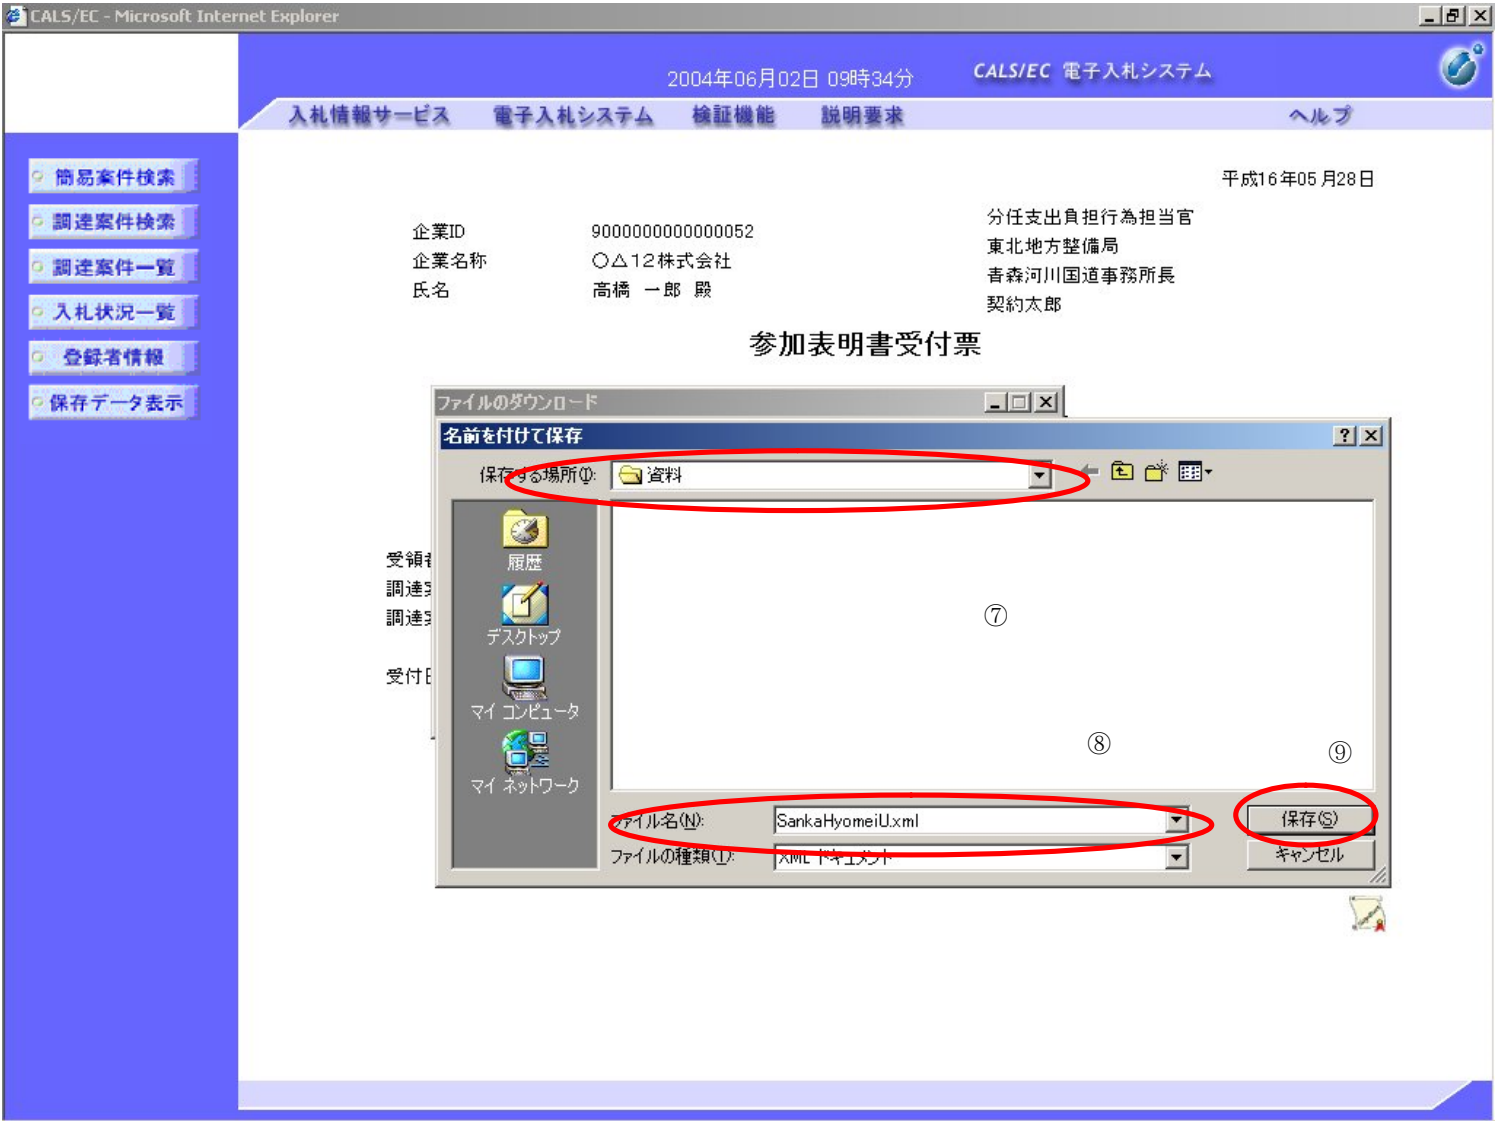 CALS/EC - Microsoft Internet Explorer
2004年06月02日 09時34分
CALS/EC 電子入札システム
入札情報サービス 電子入札システム 検証機能 説明要求 ヘルプ
簡易案件検索
調達案件検索
調達案件一覧
入札状況一覧
登録者情報
保存データ表示
平成16年05月28日
企業ID 9000000000000052
企業名称 〇△12株式会社
氏名 高橋 一郎 殿
分任支出負担行為担当官
東北地方整備局
青森河川国道事務所長
契約太郎
参加表明書受付票
ファイルのダウンロード
名前を付けて保存
保存する場所(I): 資料
履歴
デスクトップ
マイ コンピュータ
マイ ネットワーク
受領
調達
調達
受付
⑦
⑧
⑨
ファイル名(N): SankaHyomeiU.xml
保存(S)
ファイルの種類(T): XML ドキュメント
キャンセル